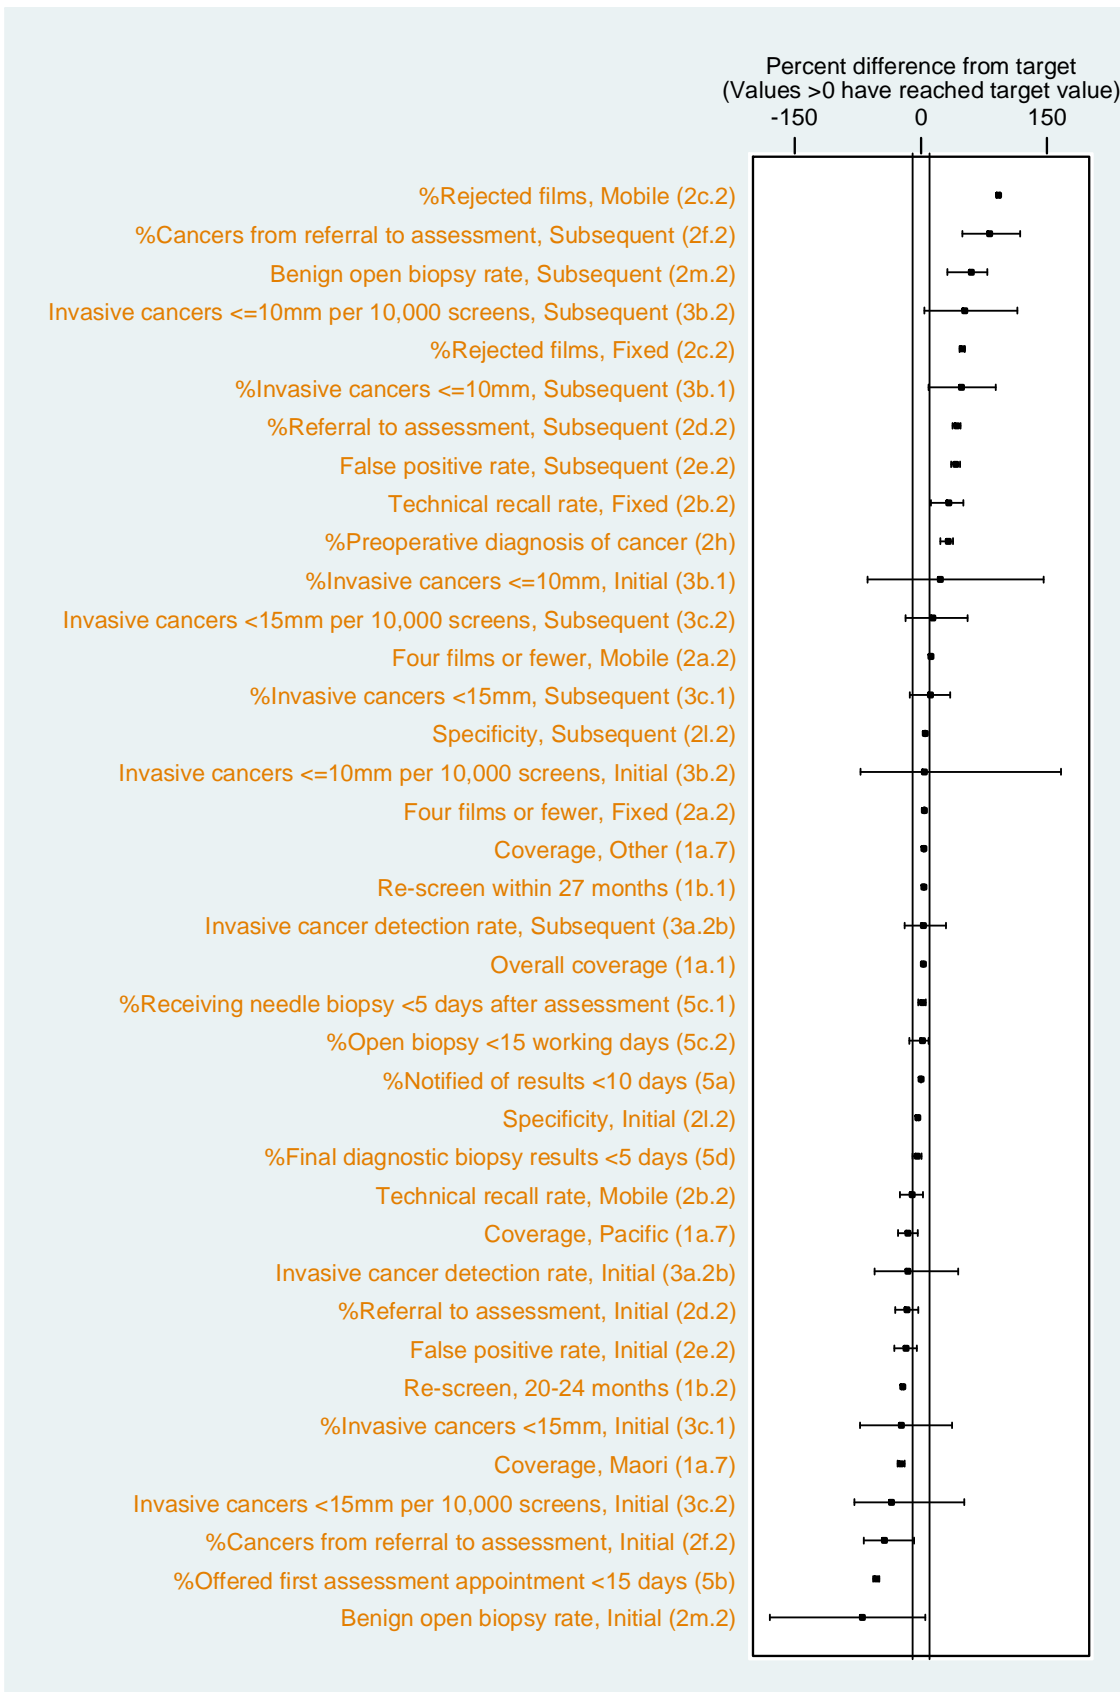 Percent difference from target
(Values >0 have reached target value)
-150 0 150
%Rejected films, Mobile (2c.2)
%Cancers from referral to assessment, Subsequent (2f.2)
Benign open biopsy rate, Subsequent (2m.2)
Invasive cancers <=10mm per 10,000 screens, Subsequent (3b.2)
%Rejected films, Fixed (2c.2)
%Invasive cancers <=10mm, Subsequent (3b.1)
%Referral to assessment, Subsequent (2d.2)
False positive rate, Subsequent (2e.2)
Technical recall rate, Fixed (2b.2)
%Preoperative diagnosis of cancer (2h)
%Invasive cancers <=10mm, Initial (3b.1)
Invasive cancers <15mm per 10,000 screens, Subsequent (3c.2)
Four films or fewer, Mobile (2a.2)
%Invasive cancers <15mm, Subsequent (3c.1)
Specificity, Subsequent (2l.2)
Invasive cancers <=10mm per 10,000 screens, Initial (3b.2)
Four films or fewer, Fixed (2a.2)
Coverage, Other (1a.7)
Re-screen within 27 months (1b.1)
Invasive cancer detection rate, Subsequent (3a.2b)
Overall coverage (1a.1)
%Receiving needle biopsy <5 days after assessment (5c.1)
%Open biopsy <15 working days (5c.2)
%Notified of results <10 days (5a)
Specificity, Initial (2l.2)
%Final diagnostic biopsy results <5 days (5d)
Technical recall rate, Mobile (2b.2)
Coverage, Pacific (1a.7)
Invasive cancer detection rate, Initial (3a.2b)
%Referral to assessment, Initial (2d.2)
False positive rate, Initial (2e.2)
Re-screen, 20-24 months (1b.2)
%Invasive cancers <15mm, Initial (3c.1)
Coverage, Maori (1a.7)
Invasive cancers <15mm per 10,000 screens, Initial (3c.2)
%Cancers from referral to assessment, Initial (2f.2)
%Offered first assessment appointment <15 days (5b)
Benign open biopsy rate, Initial (2m.2)